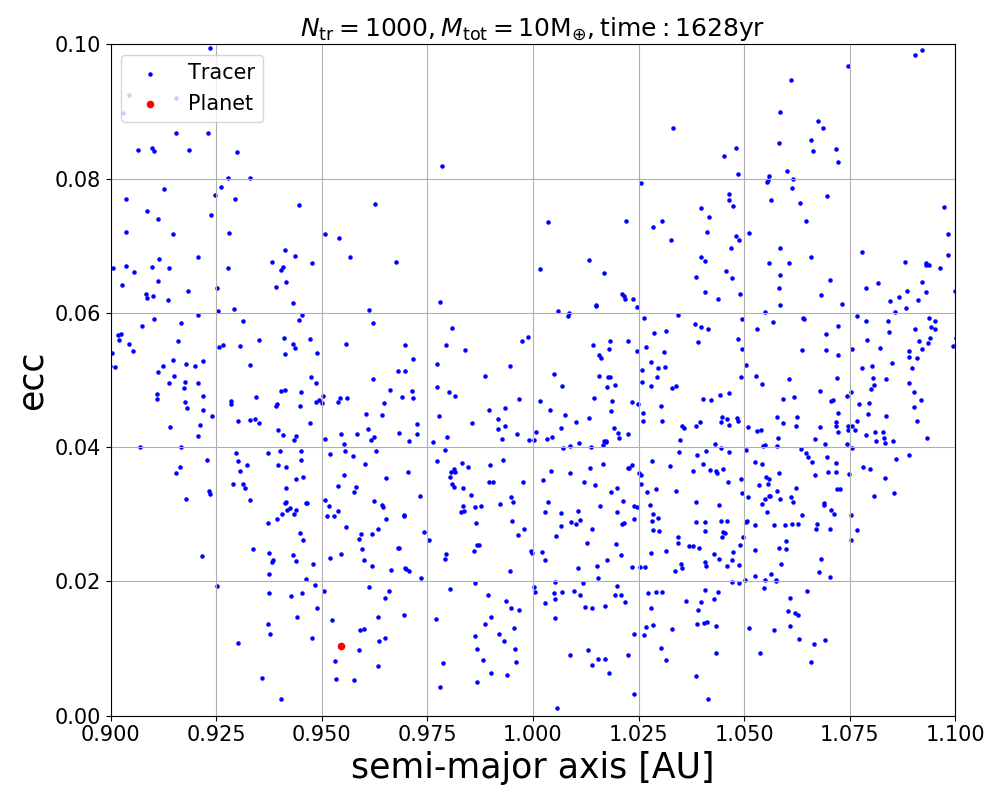 N_tr = 1000, M_tot = 10M_⊕, time : 1628yr
Tracer
Planet
ecc
0.10
0.08
0.06
0.04
0.02
0.00
0.900 0.925 0.950 0.975 1.000 1.025 1.050 1.075 1.100
semi-major axis [AU]